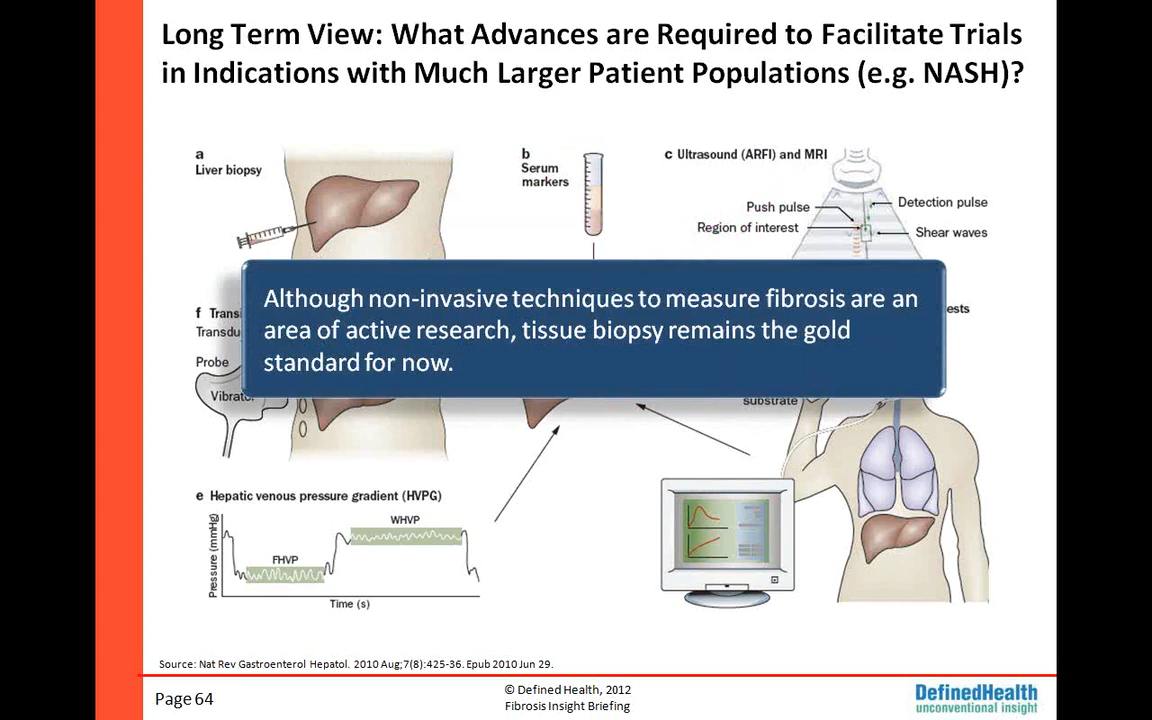 Long Term View: What Advances are Required to Facilitate Trials
in Indications with Much Larger Patient Populations (e.g. NASH)?
a
Liver biopsy
b
Serum
markers
c Ultrasound (ARFI) and MRI
Push pulse
Detection pulse
Region of interest
Shear waves
Although non-invasive techniques to measure fibrosis are an
area of active research, tissue biopsy remains the gold
standard for now.
f
Probe
substrate
e Hepatic venous pressure gradient (HVPG)
Pressure (mmHg)
WHVP
FHVP
Time (s)
Source: Nat Rev Gastroenterol Hepatol. 2010 Aug;7(8):425-36. Epub 2010 Jun 29.
Page 64
© Defined Health, 2012
Fibrosis Insight Briefing
DefinedHealth
unconventional insight